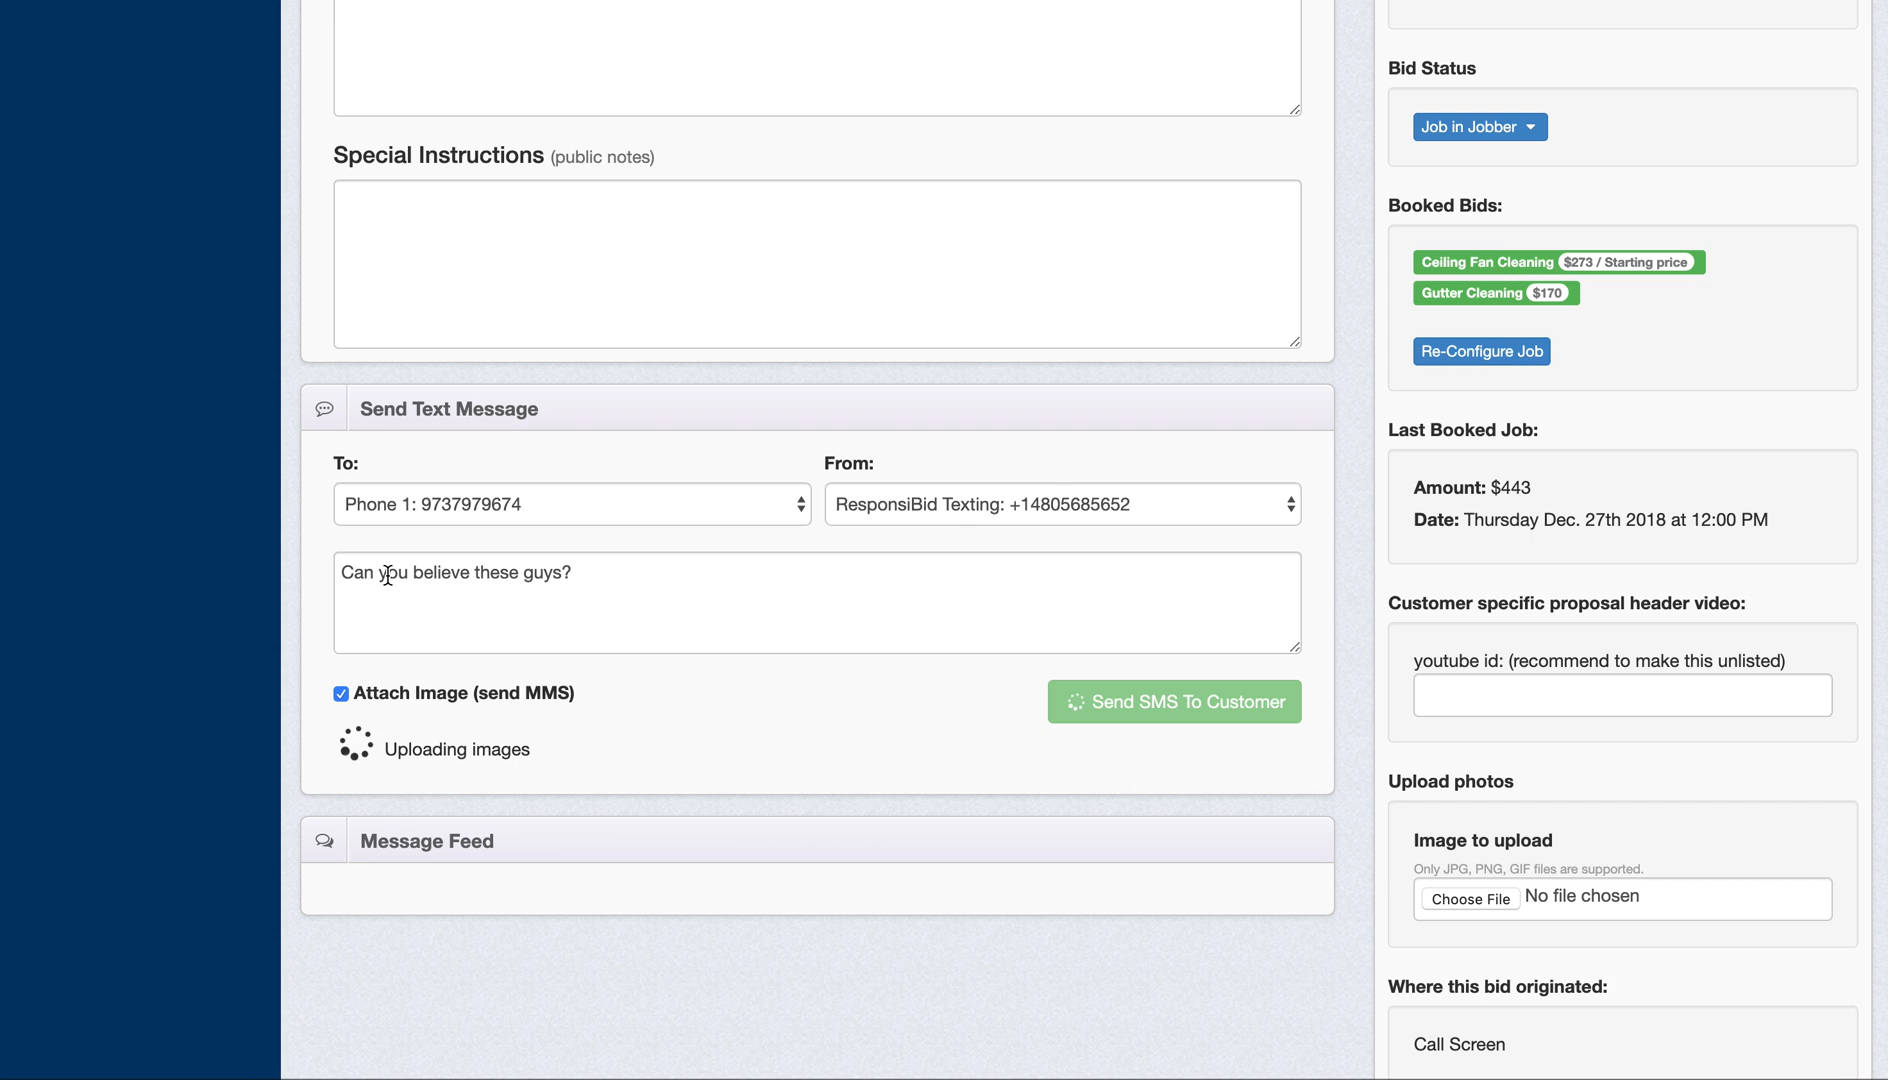 Special Instructions (public notes)
Send Text Message
To:
From:
Phone 1: 9737979674
ResponsiBid Texting: +14805685652
Can you believe these guys?
Attach Image (send MMS)
Send SMS To Customer
Uploading images
Message Feed
Bid Status
Job in Jobber
Booked Bids:
Ceiling Fan Cleaning $273 / Starting price
Gutter Cleaning $170
Re-Configure Job
Last Booked Job:
Amount: $443
Date: Thursday Dec. 27th 2018 at 12:00 PM
Customer specific proposal header video:
youtube id: (recommend to make this unlisted)
Upload photos
Image to upload
Only JPG, PNG, GIF files are supported.
Choose File No file chosen
Where this bid originated:
Call Screen